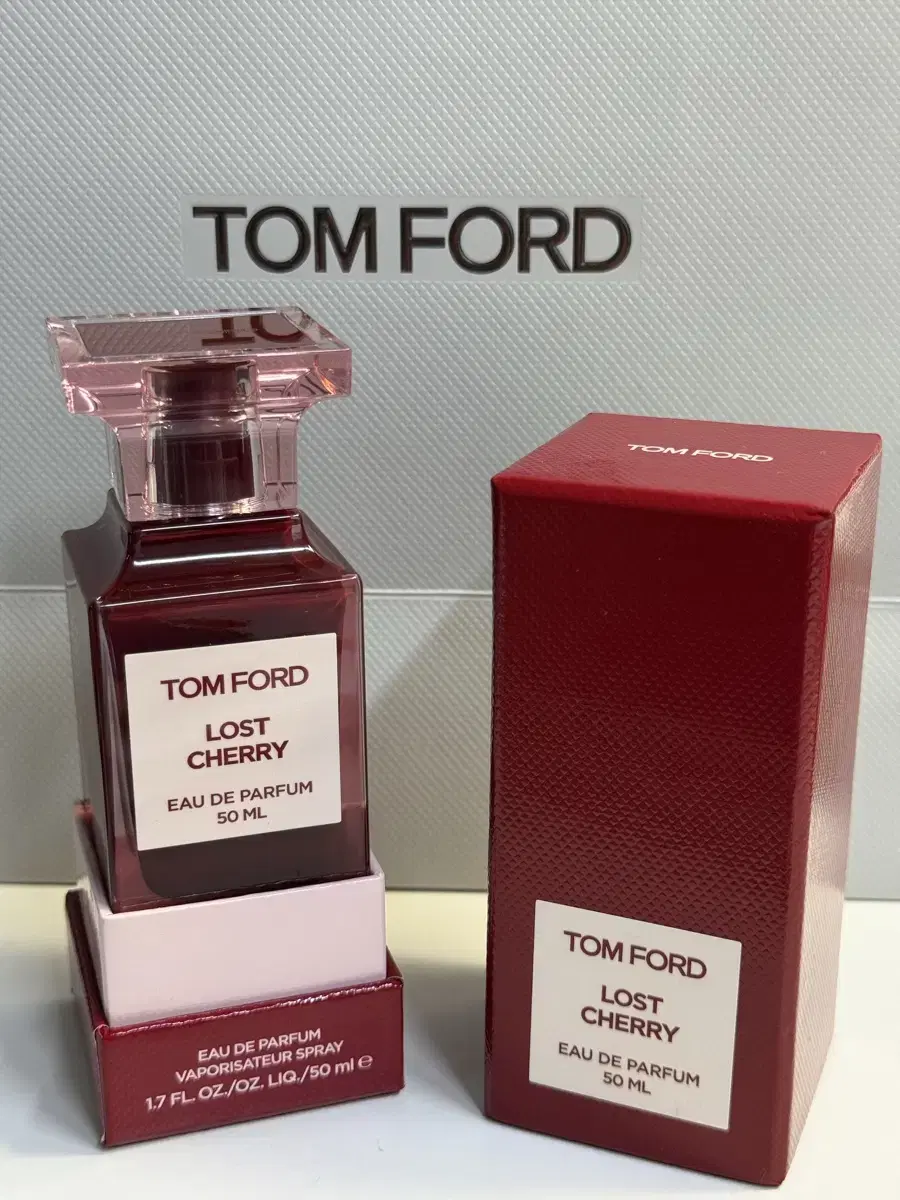 TOM FORD
TOM FORD
LOST
CHERRY
EAU DE PARFUM
50 ML
EAU DE PARFUM
VAPORISATEUR SPRAY
1.7 FL. OZ./OZ. LIQ./50 ml ℮
TOM FORD
TOM FORD
LOST
CHERRY
EAU DE PARFUM
50 ML